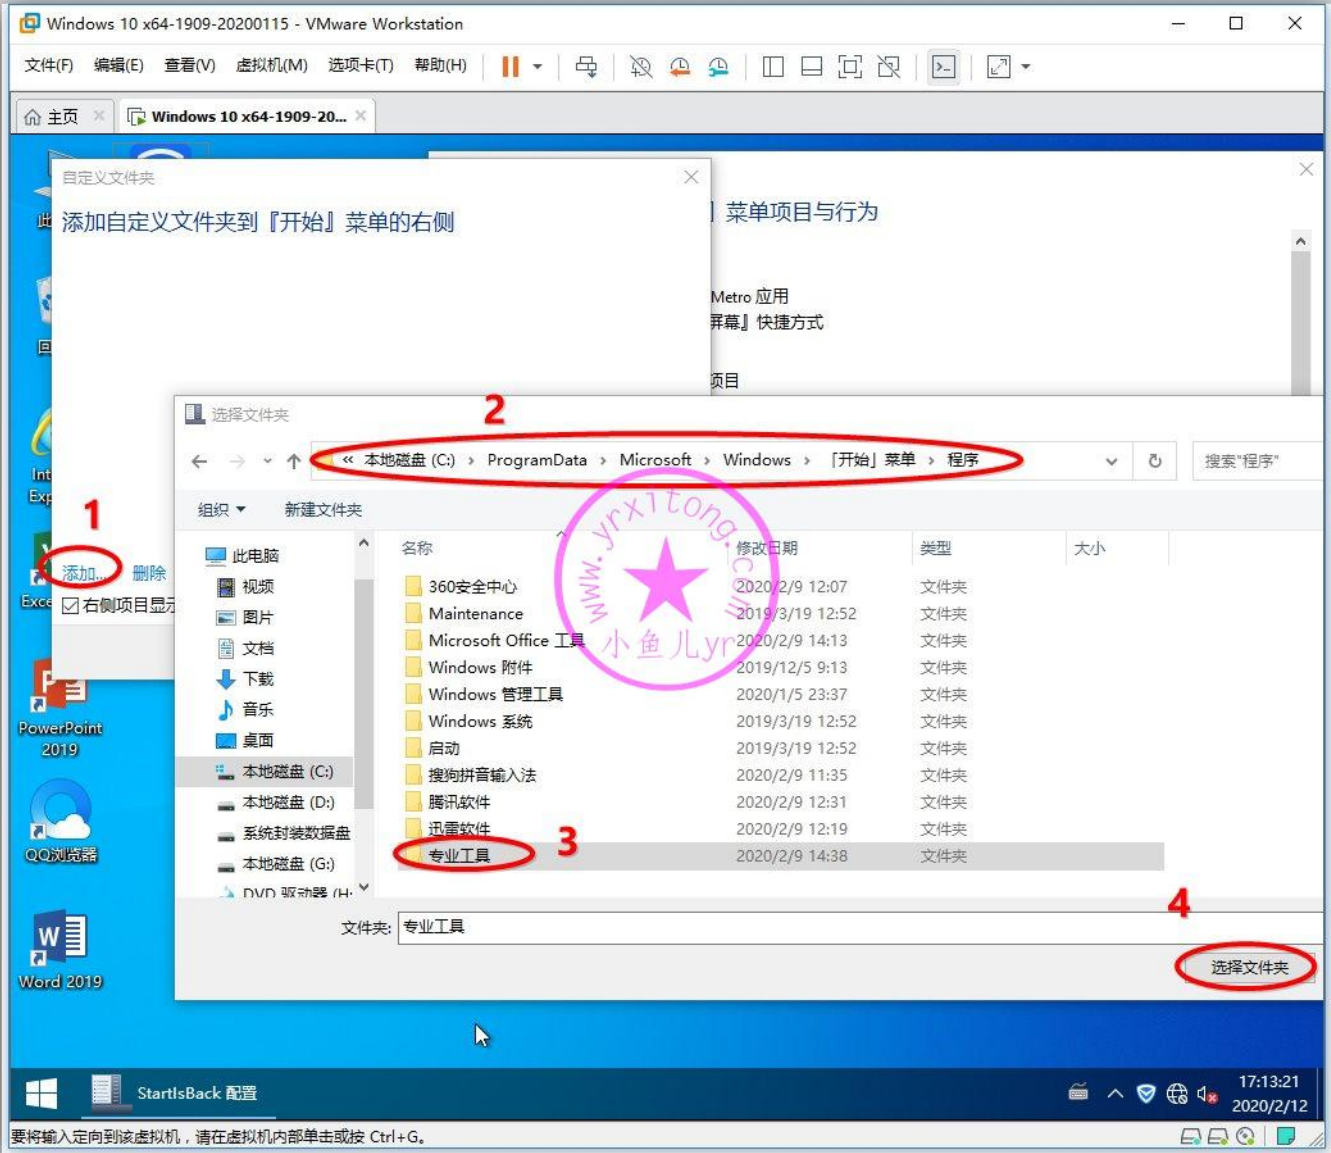 Windows 10 x64-1909-20200115 - VMware Workstation
文件(F) 编辑(E) 查看(V) 虚拟机(M) 选项卡(T) 帮助(H)
主页
Windows 10 x64-1909-20...
自定义文件夹
添加自定义文件夹到『开始』菜单的右侧
』菜单项目与行为
Metro 应用
屏幕』快捷方式
项目
选择文件夹
2
« 本地磁盘 (C:) › ProgramData › Microsoft › Windows › 「开始」菜单 › 程序
搜索"程序"
组织 新建文件夹
1
添加... 删除
右侧项目显示
名称 修改日期 类型 大小
此电脑
视频
图片
文档
下载
音乐
桌面
本地磁盘 (C:)
本地磁盘 (D:)
系统封装数据盘
本地磁盘 (G:)
DVD 驱动器 (H:
360安全中心 2020/2/9 12:07 文件夹
Maintenance 2019/3/19 12:52 文件夹
Microsoft Office 工具 2020/2/9 14:13 文件夹
Windows 附件 2019/12/5 9:13 文件夹
Windows 管理工具 2020/1/5 23:37 文件夹
Windows 系统 2019/3/19 12:52 文件夹
启动 2019/3/19 12:52 文件夹
搜狗拼音输入法 2020/2/9 11:35 文件夹
腾讯软件 2020/2/9 12:31 文件夹
迅雷软件 2020/2/9 12:19 文件夹
专业工具 2020/2/9 14:38 文件夹
3
www.yrxitong.com
小鱼儿yr
文件夹: 专业工具
4
选择文件夹
Int
Exp
Exce
PowerPoint
2019
QQ浏览器
Word 2019
StartIsBack 配置
17:13:21
2020/2/12
要将输入定向到该虚拟机，请在虚拟机内部单击或按 Ctrl+G。